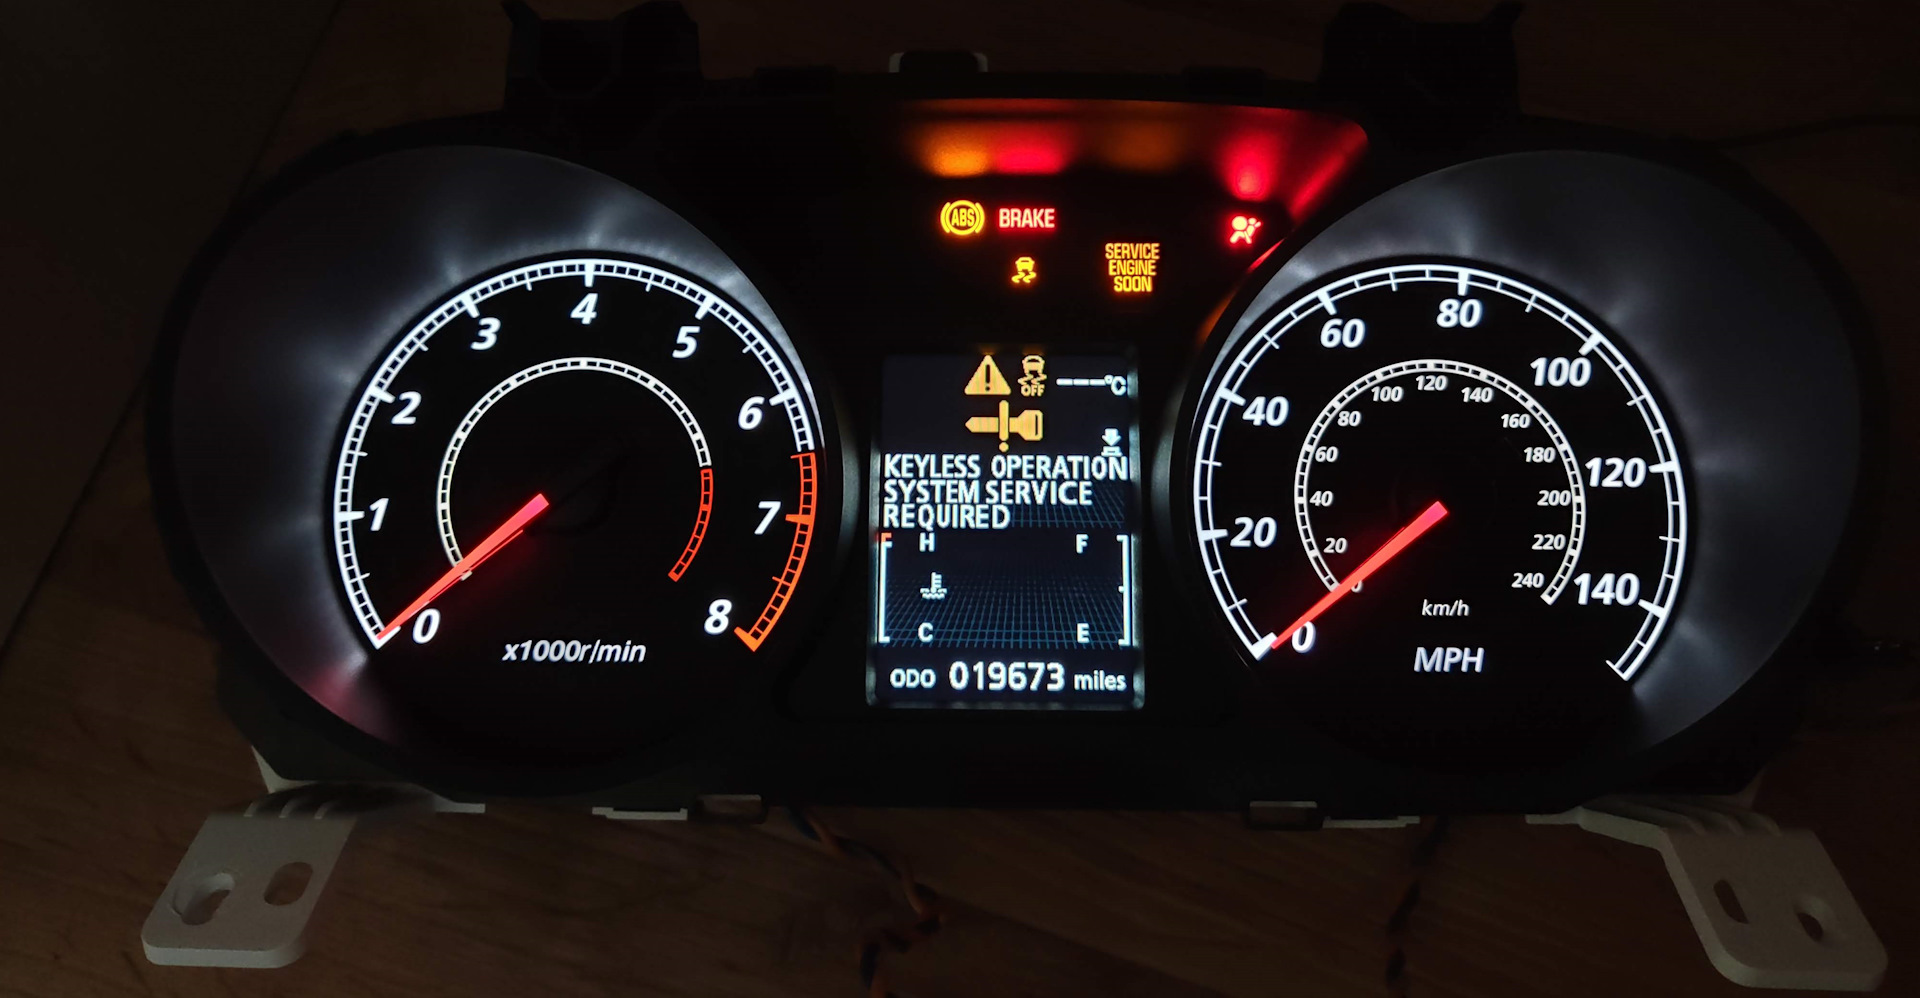 ABS BRAKE
SERVICE
ENGINE
SOON
0
1
2
3
4
5
6
7
8
x1000r/min
OFF ---°C
KEYLESS OPERATION
SYSTEM SERVICE
REQUIRED
H F
C E
ODO 019673 miles
0
20
40
60
80
100
120
140
0
20
40
60
80
100
120
140
160
180
200
220
240
km/h
MPH